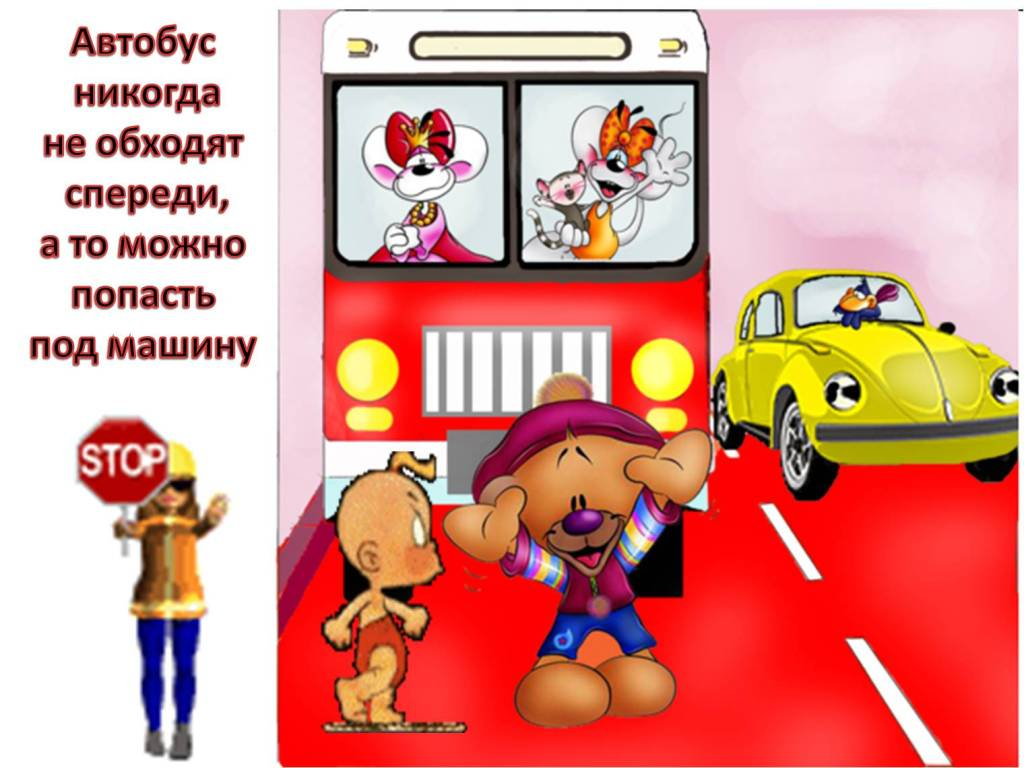 Автобус
никогда
не обходят
спереди,
а то можно
попасть
под машину
STOP